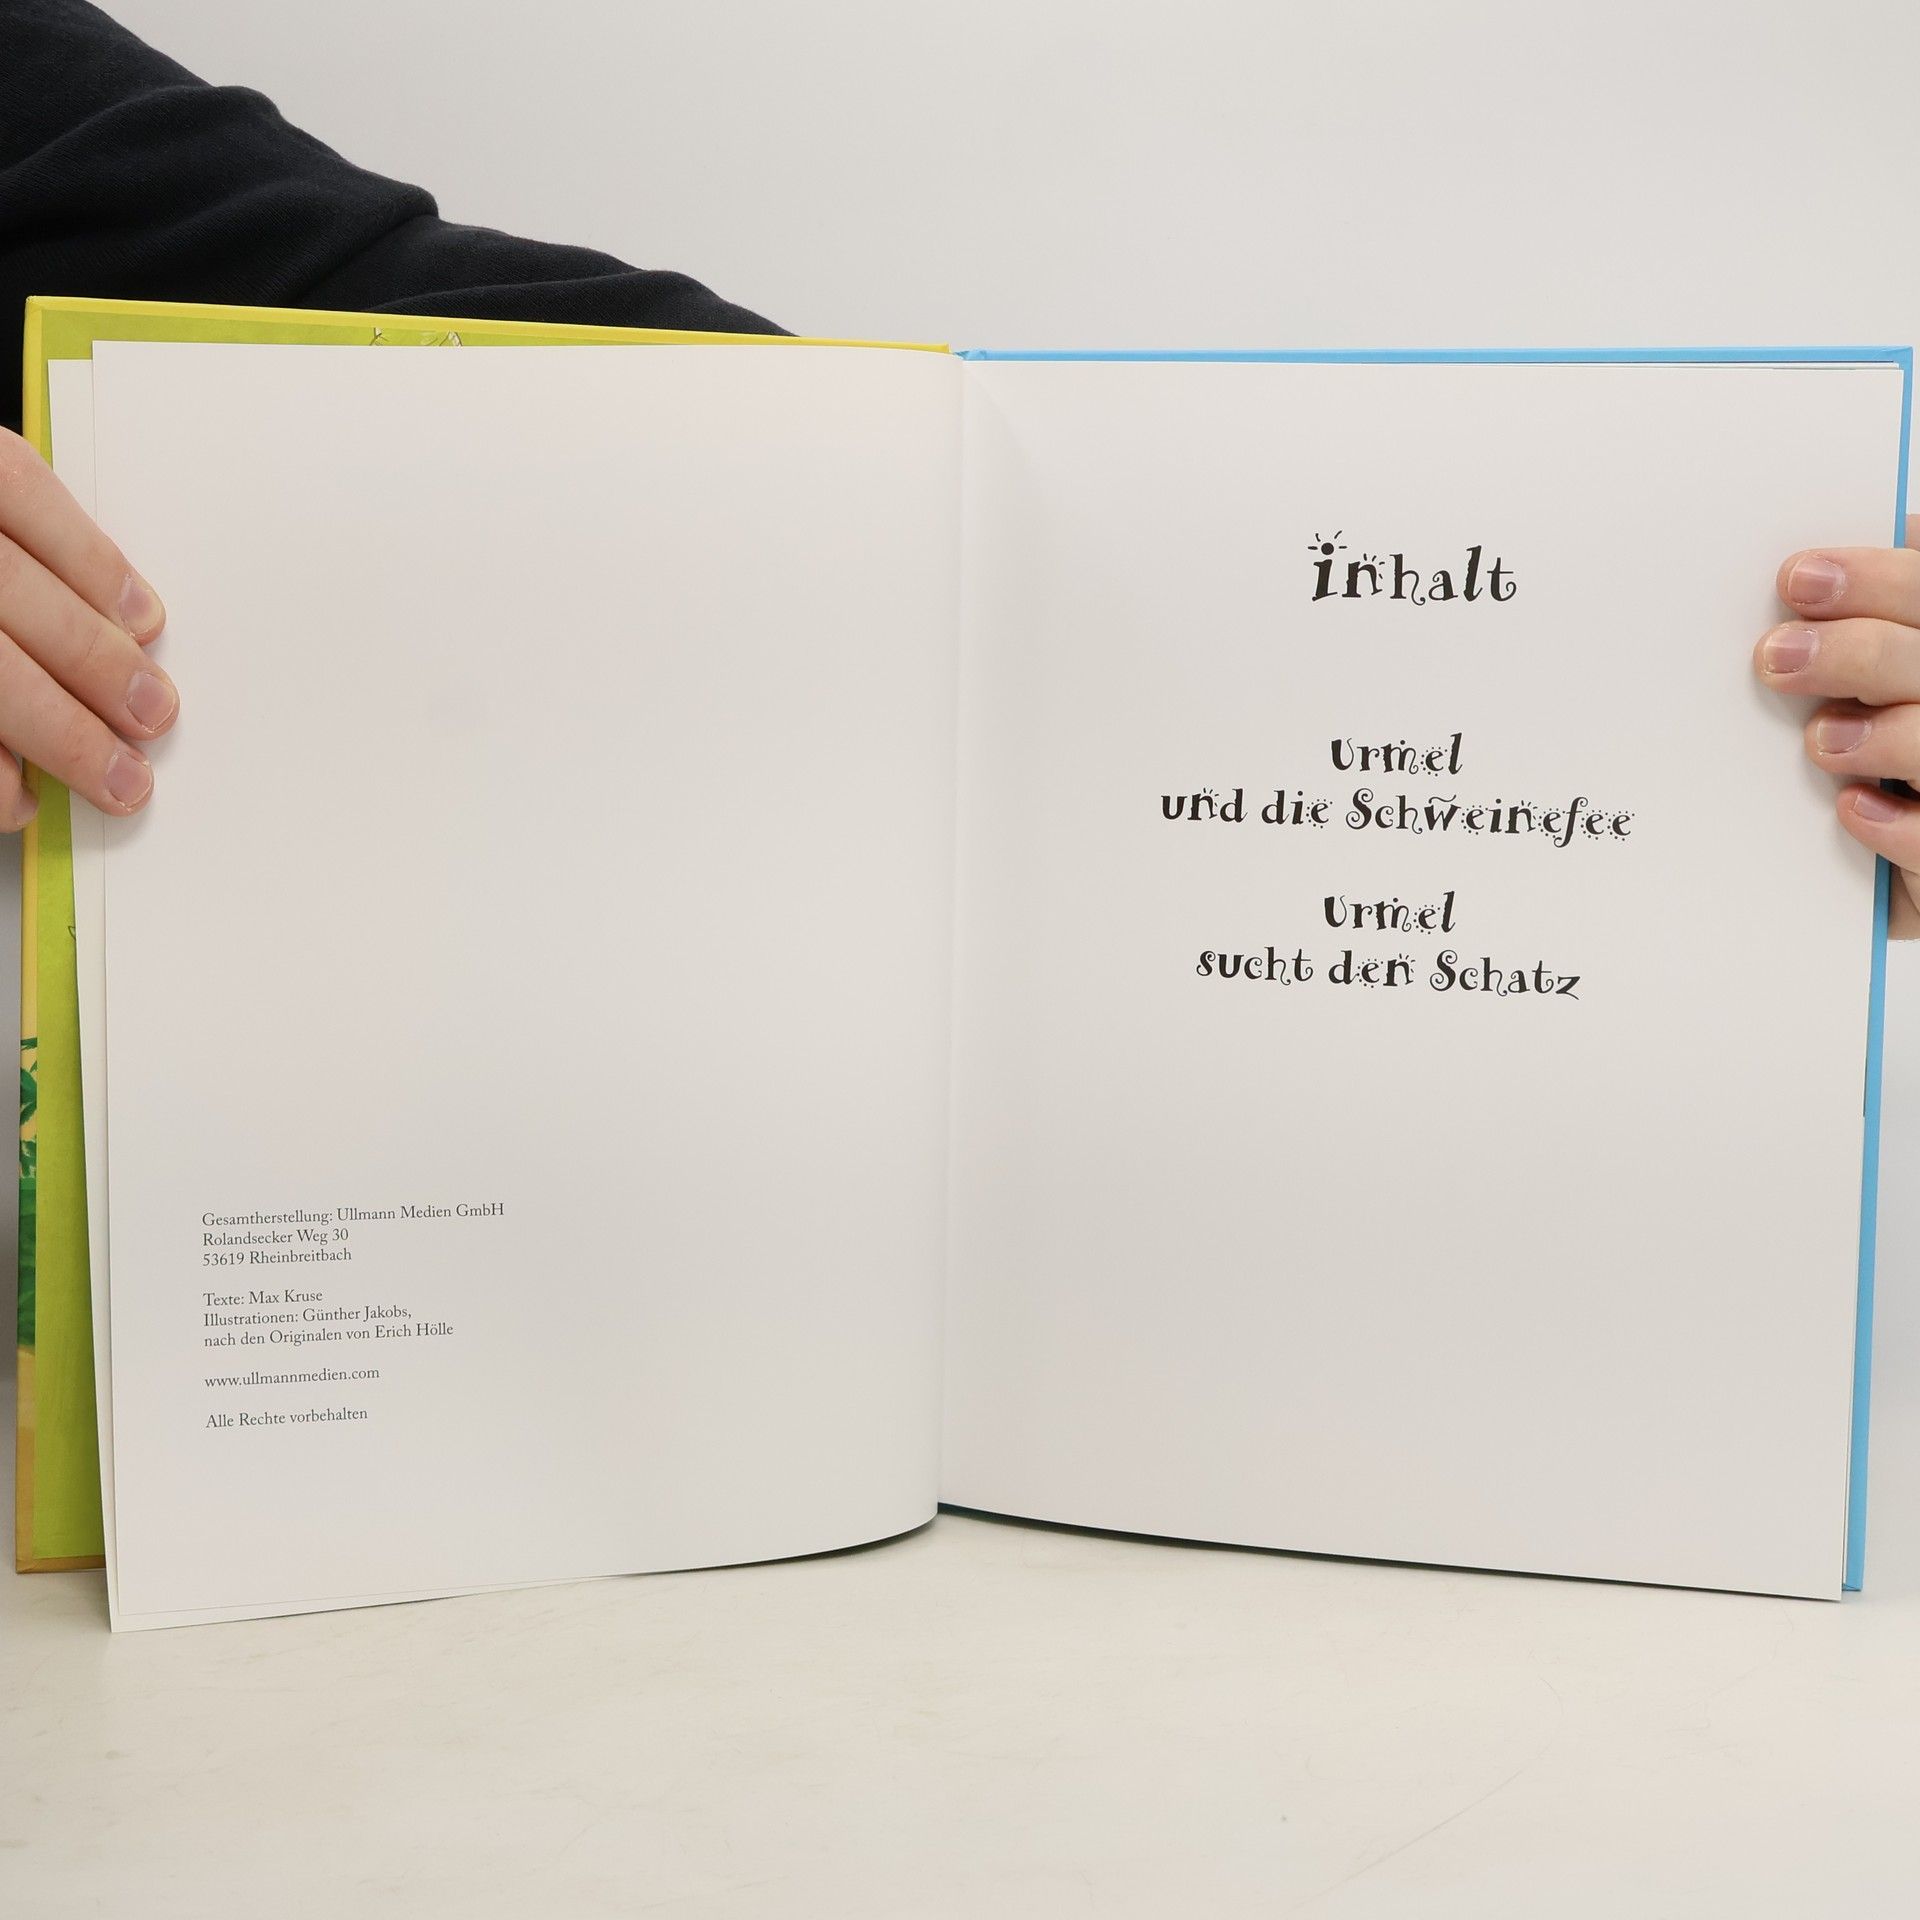 Gesamtherstellung: Ullmann Medien GmbH
Rolandsecker Weg 30
53619 Rheinbreitbach
Texte: Max Kruse
Illustrationen: Günther Jakobs,
nach den Originalen von Erich Hölle
www.ullmannmedien.com
Alle Rechte vorbehalten
inhalt
Urmel
und die Schweinefee
Urmel
sucht den Schatz